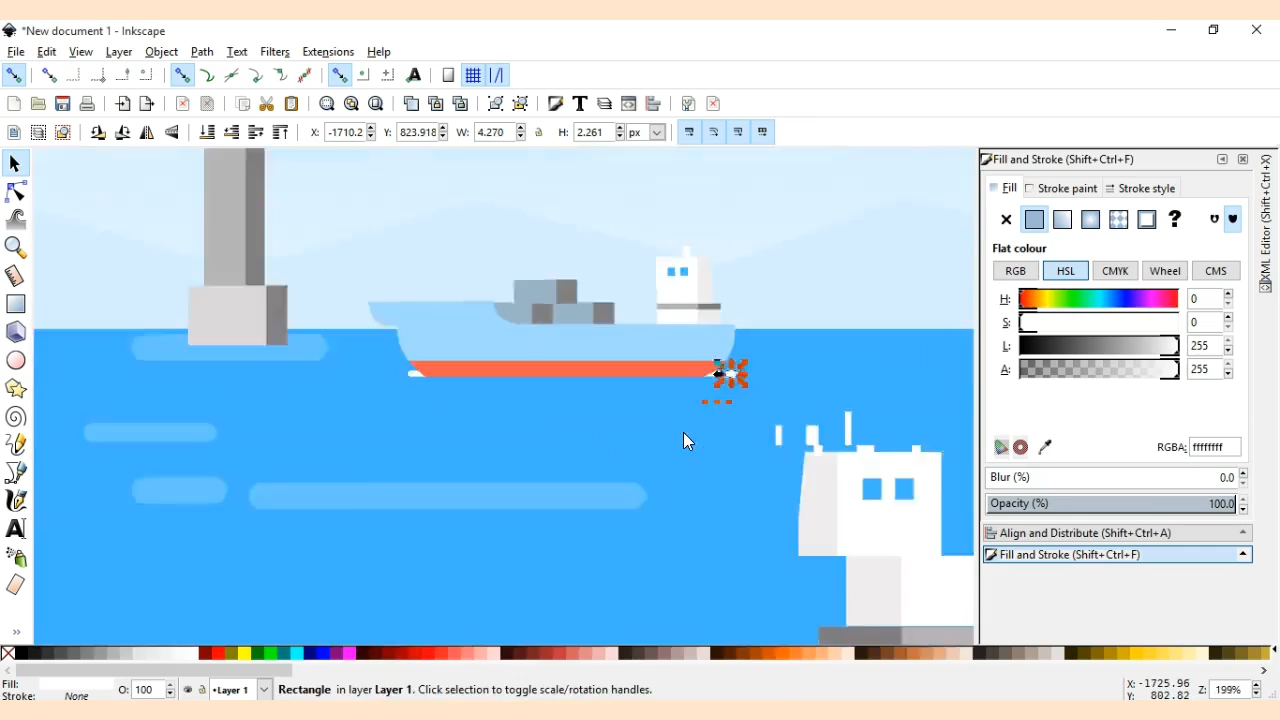 *New document 1 - Inkscape
File Edit View Layer Object Path Text Filters Extensions Help
X: -1710.2 Y: 823.918 W: 4.270 H: 2.261 px
Fill and Stroke (Shift+Ctrl+F)
Fill Stroke paint Stroke style
Flat colour
RGB HSL CMYK Wheel CMS
H: 0
S: 0
L: 255
A: 255
RGBA: ffffffff
Blur (%) 0.0
Opacity (%) 100.0
Align and Distribute (Shift+Ctrl+A)
Fill and Stroke (Shift+Ctrl+F)
XML Editor (Shift+Ctrl+X)
Fill:
Stroke: None
O: 100
•Layer 1
Rectangle in layer Layer 1. Click selection to toggle scale/rotation handles.
X: -1725.96
Y: 802.82
Z: 199%